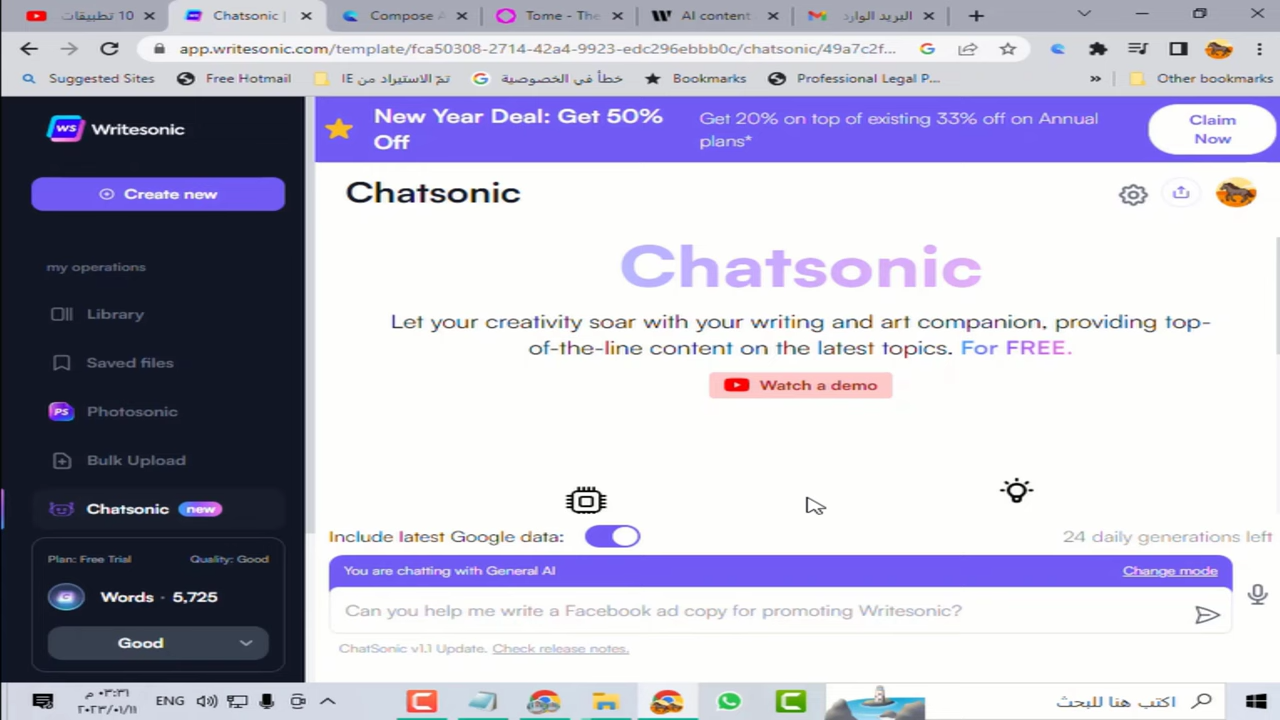 10 تطبيقات
Chatsonic |
Compose A
Tome - The
AI content
البريد الوارد
app.writesonic.com/template/fca50308-2714-42a4-9923-edc296ebbb0c/chatsonic/49a7c2f...
Suggested Sites
Free Hotmail
تمّ الاستيراد من IE
خطأ في الخصوصية
Bookmarks
Professional Legal P...
»
Other bookmarks
WS Writesonic
Create new
my operations
Library
Saved files
PS Photosonic
Bulk Upload
Chatsonic new
Plan: Free Trial Quality: Good
Words · 5,725
Good
New Year Deal: Get 50%
Off
Get 20% on top of existing 33% off on Annual
plans*
Claim
Now
Chatsonic
Chatsonic
Let your creativity soar with your writing and art companion, providing top-
of-the-line content on the latest topics. For FREE.
Watch a demo
Include latest Google data:
24 daily generations left
You are chatting with General AI
Change mode
Can you help me write a Facebook ad copy for promoting Writesonic?
ChatSonic v1.1 Update. Check release notes.
٠٣:٣١ م
٢٠٢٣/٠١/١١
ENG
اكتب هنا للبحث